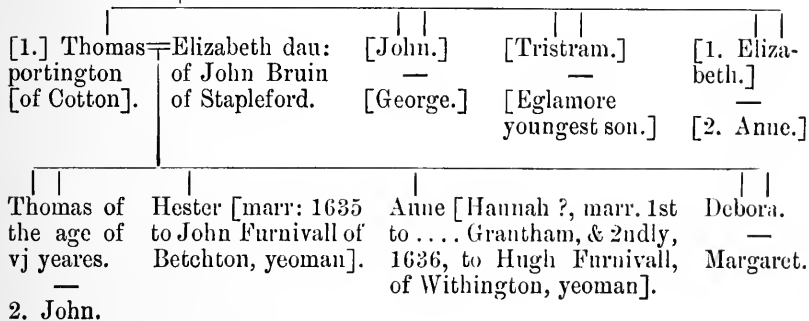 [1.] Thomas=Elizabeth dau:
portington
[of Cotton].
of John Bruin
of Stapleford.
[John.]
—
[George.]
[Tristram.]
—
[Eglamore
youngest son.]
[1. Eliza-
beth.]
—
[2. Anne.]
Thomas of
the age of
vj yeares.
—
2. John.
Hester [marr: 1635
to John Furnivall of
Betchton, yeoman].
Anne [Hannah ?, marr. 1st
to .... Grantham, & 2ndly,
1636, to Hugh Furnivall,
of Withington, yeoman].
Debora.
—
Margaret.